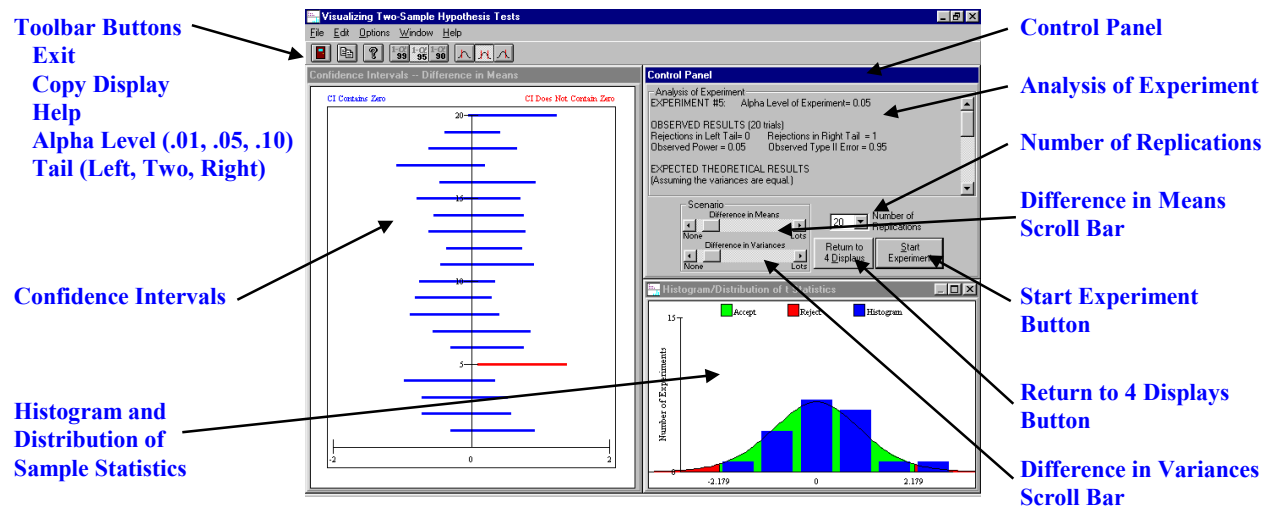 Toolbar Buttons
Exit
Copy Display
Help
Alpha Level (.01, .05, .10)
Tail (Left, Two, Right)
Confidence Intervals
Histogram and
Distribution of
Sample Statistics
Visualizing Two-Sample Hypothesis Tests
File Edit Options Window Help
1-α 99 1-α 95 1-α 90
Confidence Intervals -- Difference in Means
CI Contains Zero CI Does Not Contain Zero
20
15
10
5
-2 0 2
Control Panel
Analysis of Experiment
EXPERIMENT #5: Alpha Level of Experiment= 0.05
OBSERVED RESULTS (20 trials)
Rejections in Left Tail= 0 Rejections in Right Tail = 1
Observed Power = 0.05 Observed Type II Error = 0.95
EXPECTED THEORETICAL RESULTS
(Assuming the variances are equal.)
Scenario
Difference in Means
None Lots
Difference in Variances
None Lots
20 Number of
Replications
Return to
4 Displays
Start
Experiment
Histogram/Distribution of t Statistics
Accept Reject Histogram
15
Number of Experiments
0
-2.179 0 2.179
Control Panel
Analysis of Experiment
Number of Replications
Difference in Means
Scroll Bar
Start Experiment
Button
Return to 4 Displays
Button
Difference in Variances
Scroll Bar